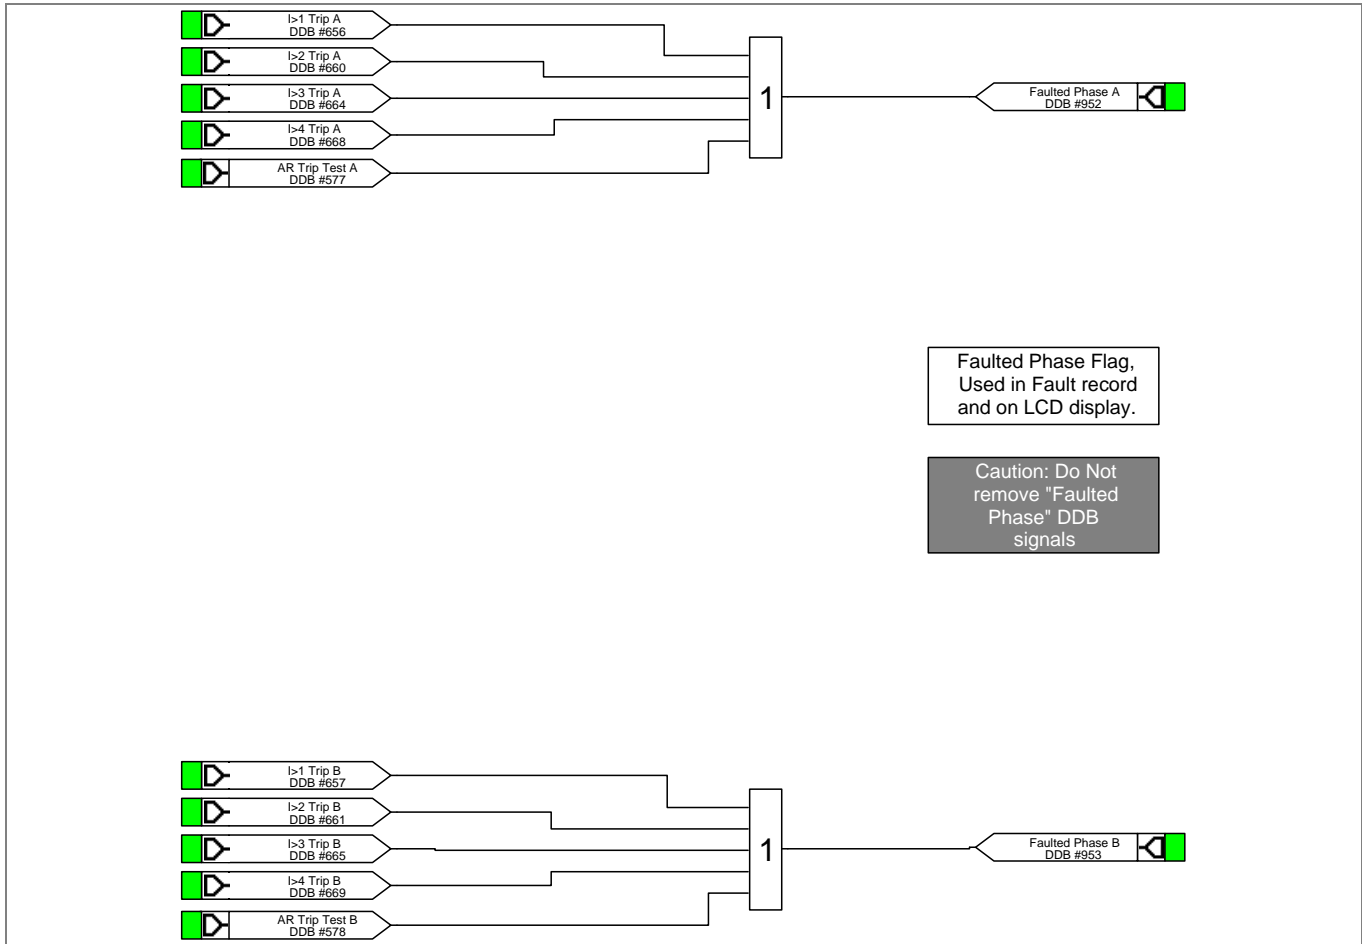 I>1 Trip A
DDB #656
I>2 Trip A
DDB #660
I>3 Trip A
DDB #664
I>4 Trip A
DDB #668
AR Trip Test A
DDB #577
1
Faulted Phase A
DDB #952
Faulted Phase Flag,
Used in Fault record
and on LCD display.
Caution: Do Not
remove "Faulted
Phase" DDB
signals
I>1 Trip B
DDB #657
I>2 Trip B
DDB #661
I>3 Trip B
DDB #665
I>4 Trip B
DDB #669
AR Trip Test B
DDB #578
1
Faulted Phase B
DDB #953